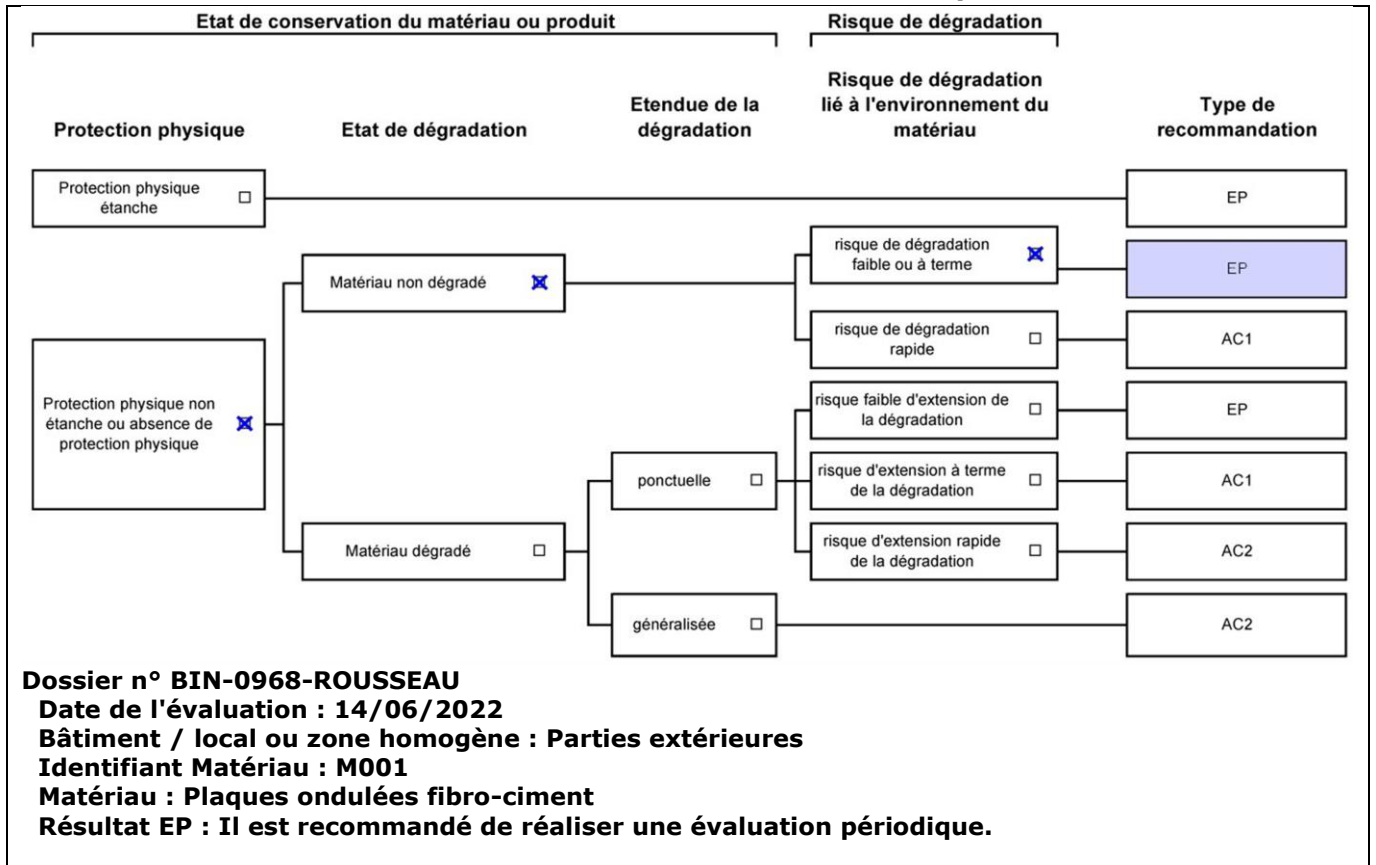 Etat de conservation du matériau ou produit
Risque de dégradation
Protection physique
Etat de dégradation
Etendue de la
dégradation
Risque de dégradation
lié à l'environnement du
matériau
Type de
recommandation
Protection physique
étanche
EP
Protection physique non
étanche ou absence de
protection physique
Matériau non dégradé
risque de dégradation
faible ou à terme
EP
risque de dégradation
rapide
AC1
Matériau dégradé
ponctuelle
risque faible d'extension de
la dégradation
EP
risque d'extension à terme
de la dégradation
AC1
risque d'extension rapide
de la dégradation
AC2
généralisée
AC2
Dossier n° BIN-0968-ROUSSEAU
Date de l'évaluation : 14/06/2022
Bâtiment / local ou zone homogène : Parties extérieures
Identifiant Matériau : M001
Matériau : Plaques ondulées fibro-ciment
Résultat EP : Il est recommandé de réaliser une évaluation périodique.